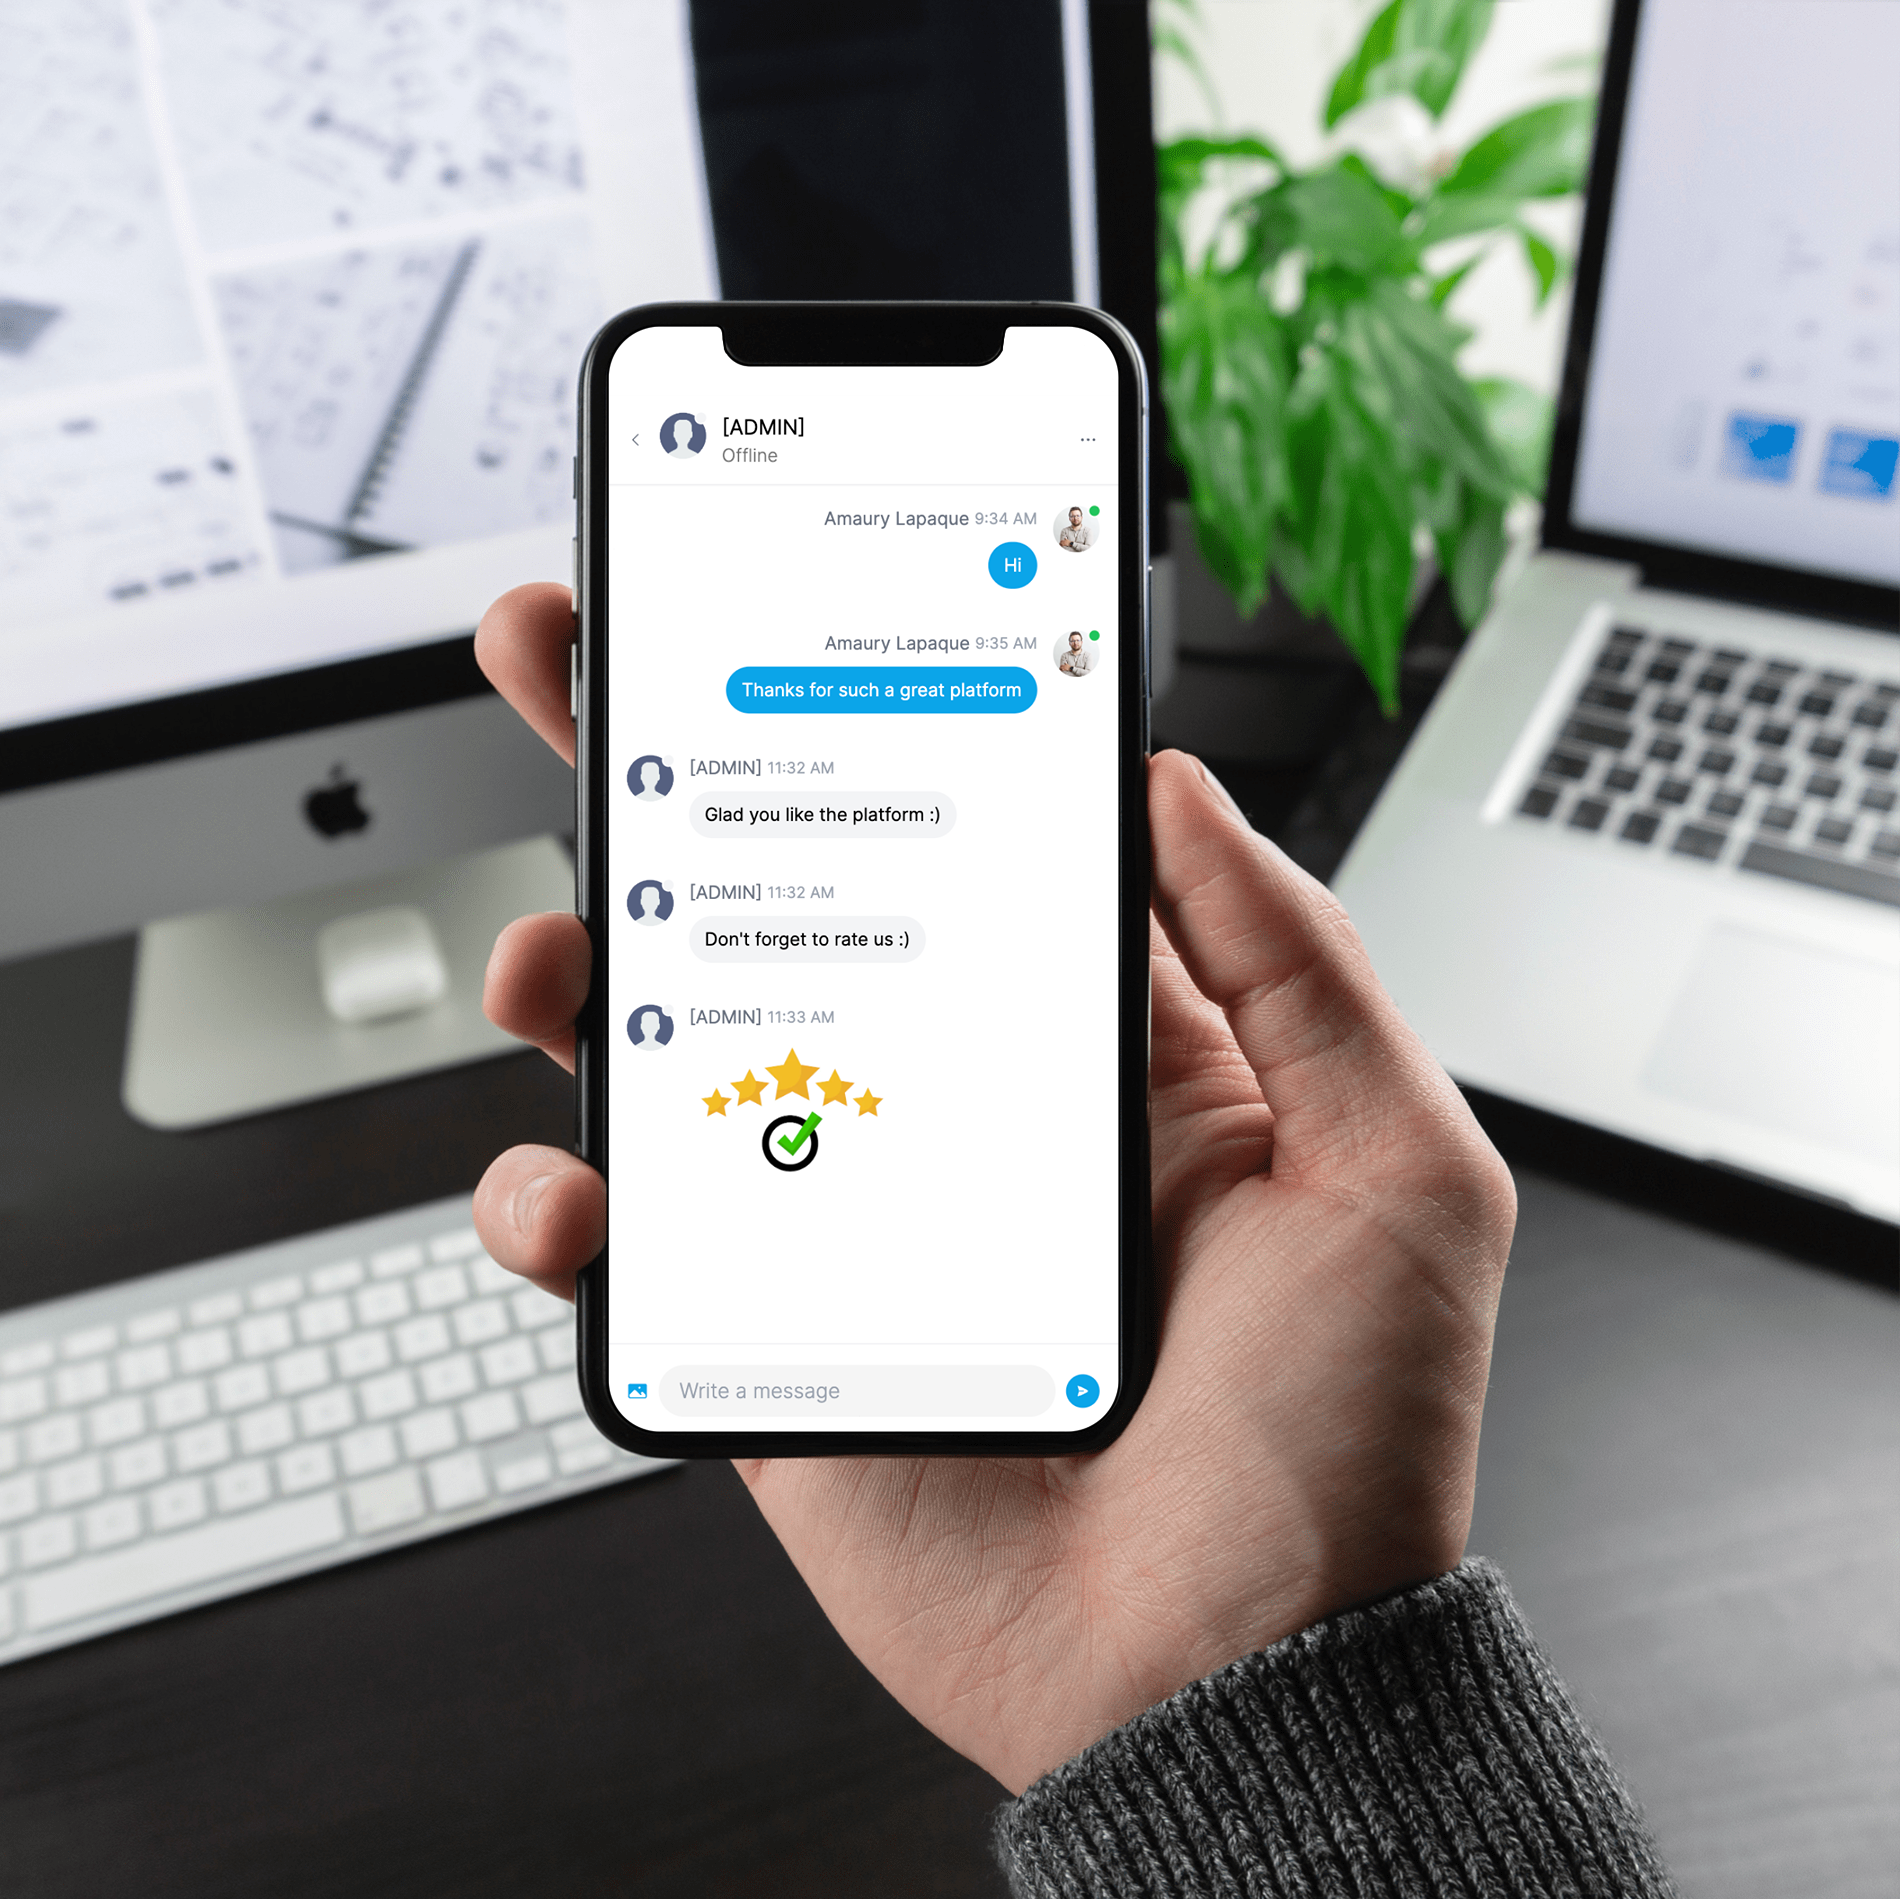 [ADMIN]
Offline
Amaury Lapaque 9:34 AM
Hi
Amaury Lapaque 9:35 AM
Thanks for such a great platform
[ADMIN] 11:32 AM
Glad you like the platform :)
[ADMIN] 11:32 AM
Don't forget to rate us :)
[ADMIN] 11:33 AM
Write a message